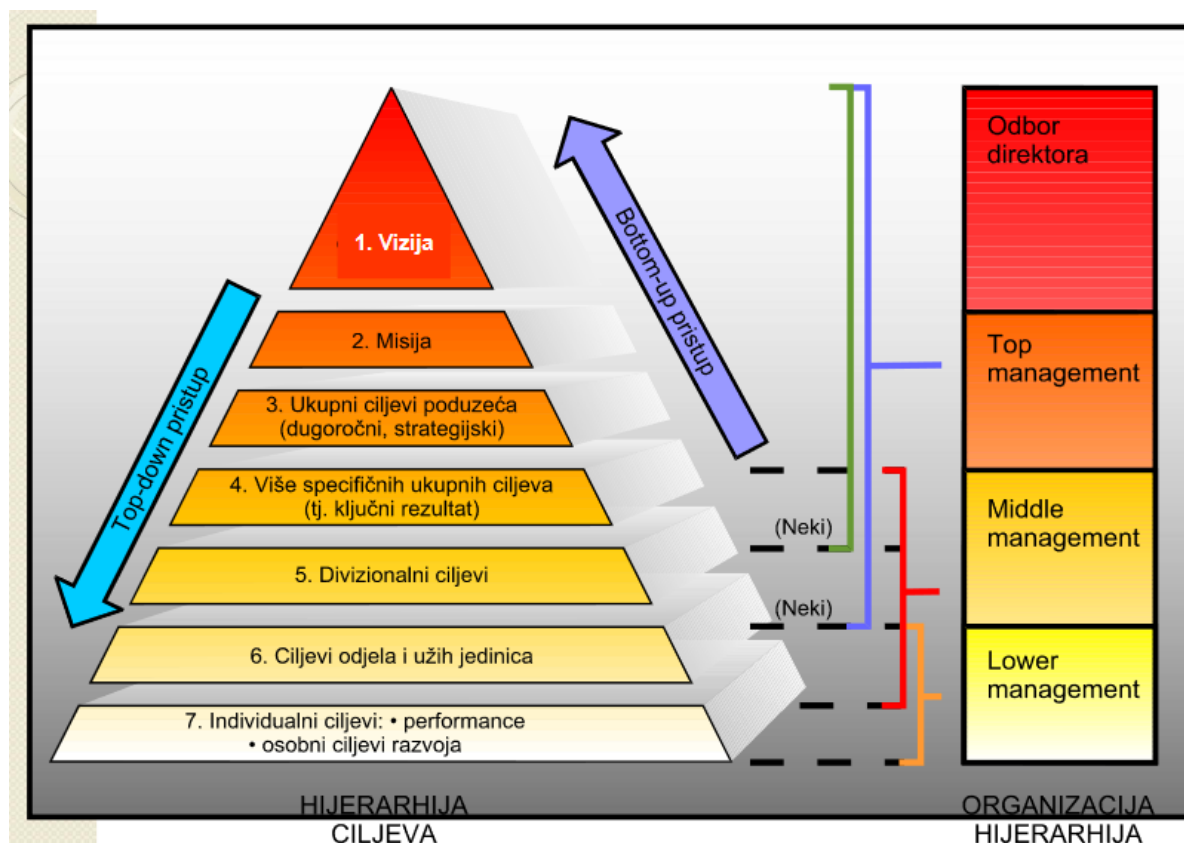 1. Vizija
2. Misija
3. Ukupni ciljevi poduzeća
(dugoročni, strategijski)
4. Više specifičnih ukupnih ciljeva
(tj. ključni rezultat)
5. Divizionalni ciljevi
6. Ciljevi odjela i užih jedinica
7. Individualni ciljevi: • performance
• osobni ciljevi razvoja
Top-down pristup
Bottom-up pristup
(Neki)
(Neki)
Odbor
direktora
Top
management
Middle
management
Lower
management
HIJERARHIJA
CILJEVA
ORGANIZACIJA
HIJERARHIJA